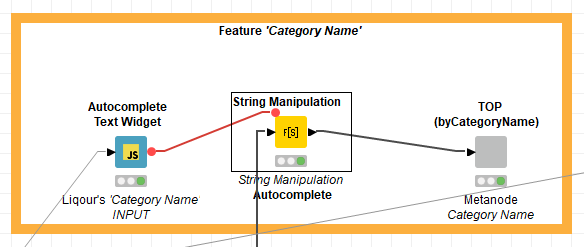 Feature 'Category Name'
Autocomplete
Text Widget
JS
Liqour's 'Category Name
INPUT
String Manipulation
F[S]
String Manipulation
Autocomplete
TOP
(byCategoryName)
Metanode
Category Name